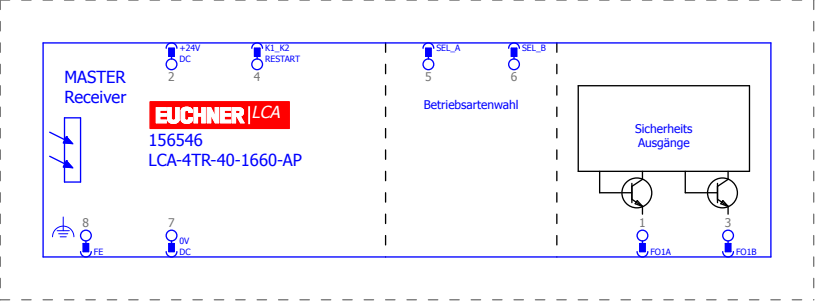 +24V
DC
2
K1_K2
RESTART
4
SEL_A
5
SEL_B
6
MASTER
Receiver
EUCHNER LCA
156546
LCA-4TR-40-1660-AP
Betriebsartenwahl
Sicherheits
Ausgänge
8
FE
7
0V
DC
1
FO1A
3
FO1B